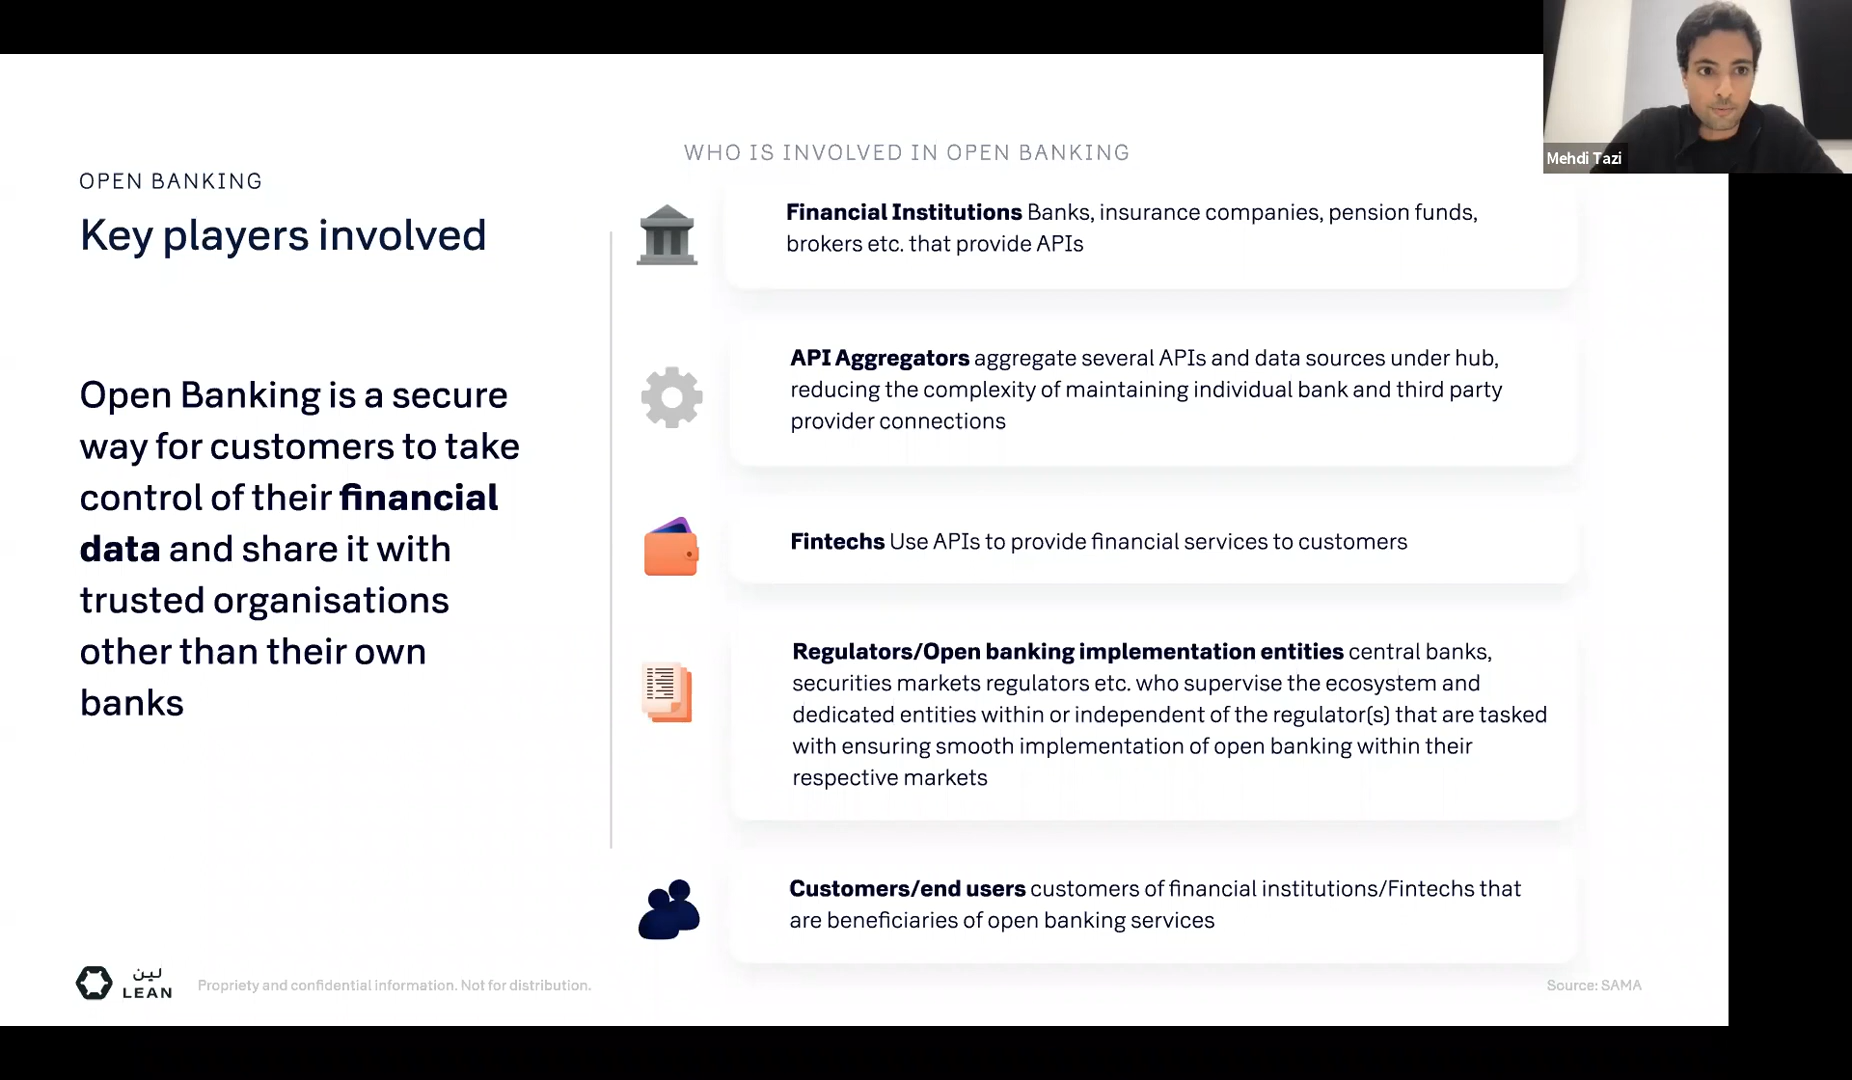 Mehdi Tazi
WHO IS INVOLVED IN OPEN BANKING
OPEN BANKING
Key players involved
Open Banking is a secure
way for customers to take
control of their financial
data and share it with
trusted organisations
other than their own
banks
Financial Institutions Banks, insurance companies, pension funds,
brokers etc. that provide APIs
API Aggregators aggregate several APIs and data sources under hub,
reducing the complexity of maintaining individual bank and third party
provider connections
Fintechs Use APIs to provide financial services to customers
Regulators/Open banking implementation entities central banks,
securities markets regulators etc. who supervise the ecosystem and
dedicated entities within or independent of the regulator(s) that are tasked
with ensuring smooth implementation of open banking within their
respective markets
Customers/end users customers of financial institutions/Fintechs that
are beneficiaries of open banking services
لين
LEAN
Propriety and confidential information. Not for distribution.
Source: SAMA